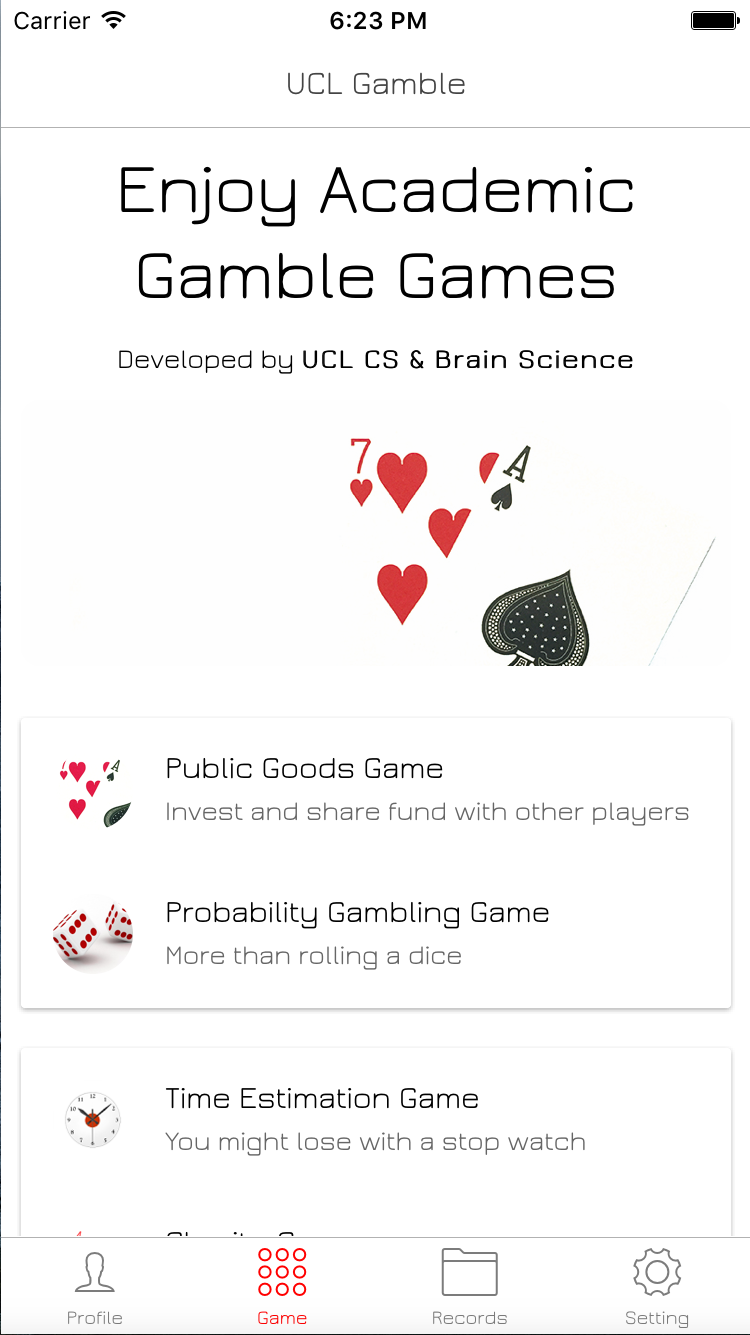 Carrier 6:23 PM
UCL Gamble
Enjoy Academic
Gamble Games
Developed by UCL CS & Brain Science
7 A
Public Goods Game
Invest and share fund with other players
Probability Gambling Game
More than rolling a dice
Time Estimation Game
You might lose with a stop watch
Profile Game Records Setting